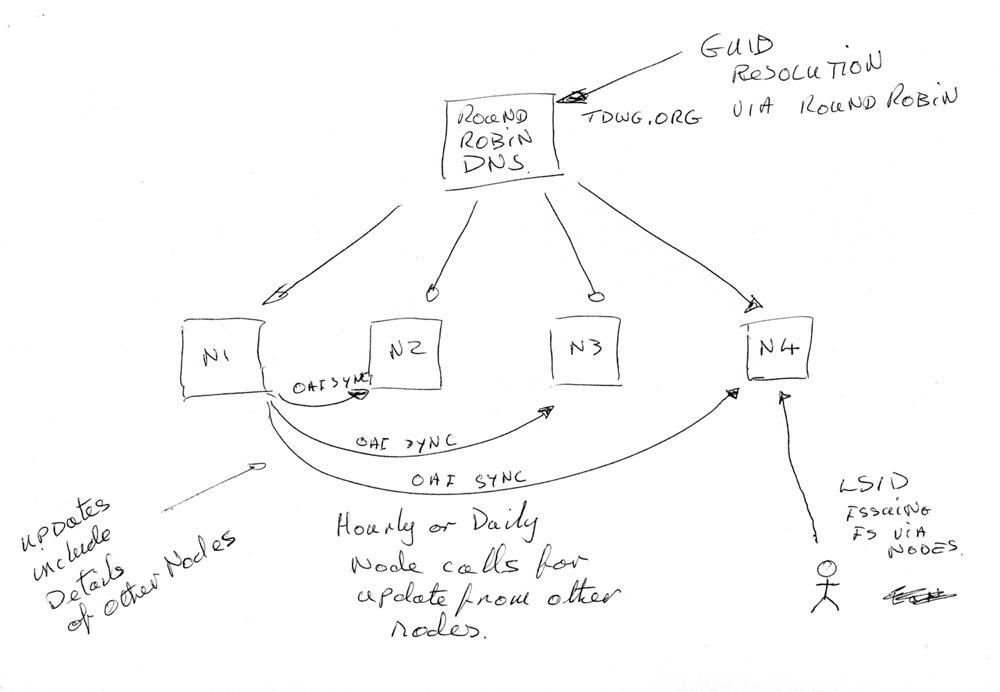 GUID
RESOLUTION
TDWG.ORG VIA ROUND ROBIN
ROUND
ROBIN
DNS.
N1
N2
N3
N4
OAI SYNC
OAI SYNC
OAI SYNC
UPDATES
include
Details
of other Nodes
Hourly or Daily
Node calls for
update from other
nodes.
LSID
ISSUING
IS VIA
NODES.